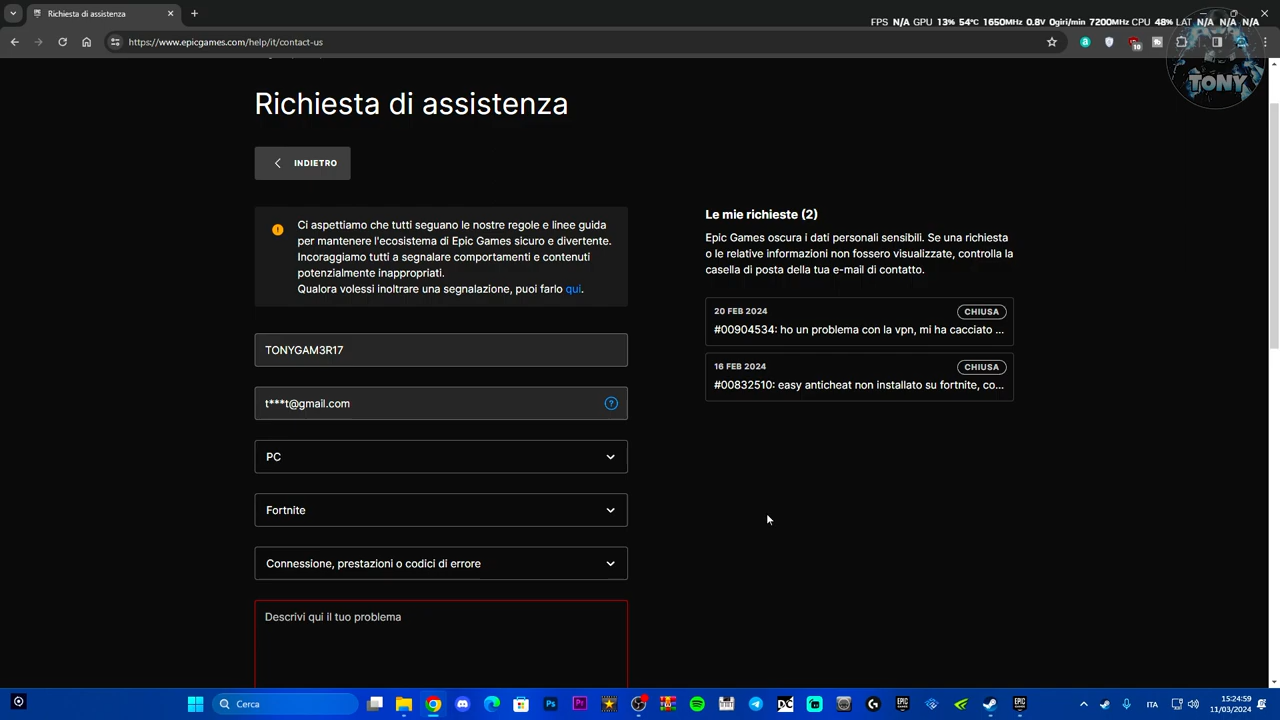 Richiesta di assistenza
FPS N/A GPU 13% 54°C 1650MHz 0.8V 0giri/min 7200MHz CPU 48% LAT N/A N/A N/A
https://www.epicgames.com/help/it/contact-us
TONY
Richiesta di assistenza
INDIETRO
Ci aspettiamo che tutti seguano le nostre regole e linee guida
per mantenere l'ecosistema di Epic Games sicuro e divertente.
Incoraggiamo tutti a segnalare comportamenti e contenuti
potenzialmente inappropriati.
Qualora volessi inoltrare una segnalazione, puoi farlo qui.
TONYGAM3R17
t***t@gmail.com
PC
Fortnite
Connessione, prestazioni o codici di errore
Descrivi qui il tuo problema
Le mie richieste (2)
Epic Games oscura i dati personali sensibili. Se una richiesta
o le relative informazioni non fossero visualizzate, controlla la
casella di posta della tua e-mail di contatto.
20 FEB 2024 CHIUSA
#00904534: ho un problema con la vpn, mi ha cacciato ...
16 FEB 2024 CHIUSA
#00832510: easy anticheat non installato su fortnite, co...
Cerca
ITA
15:24:59
11/03/2024